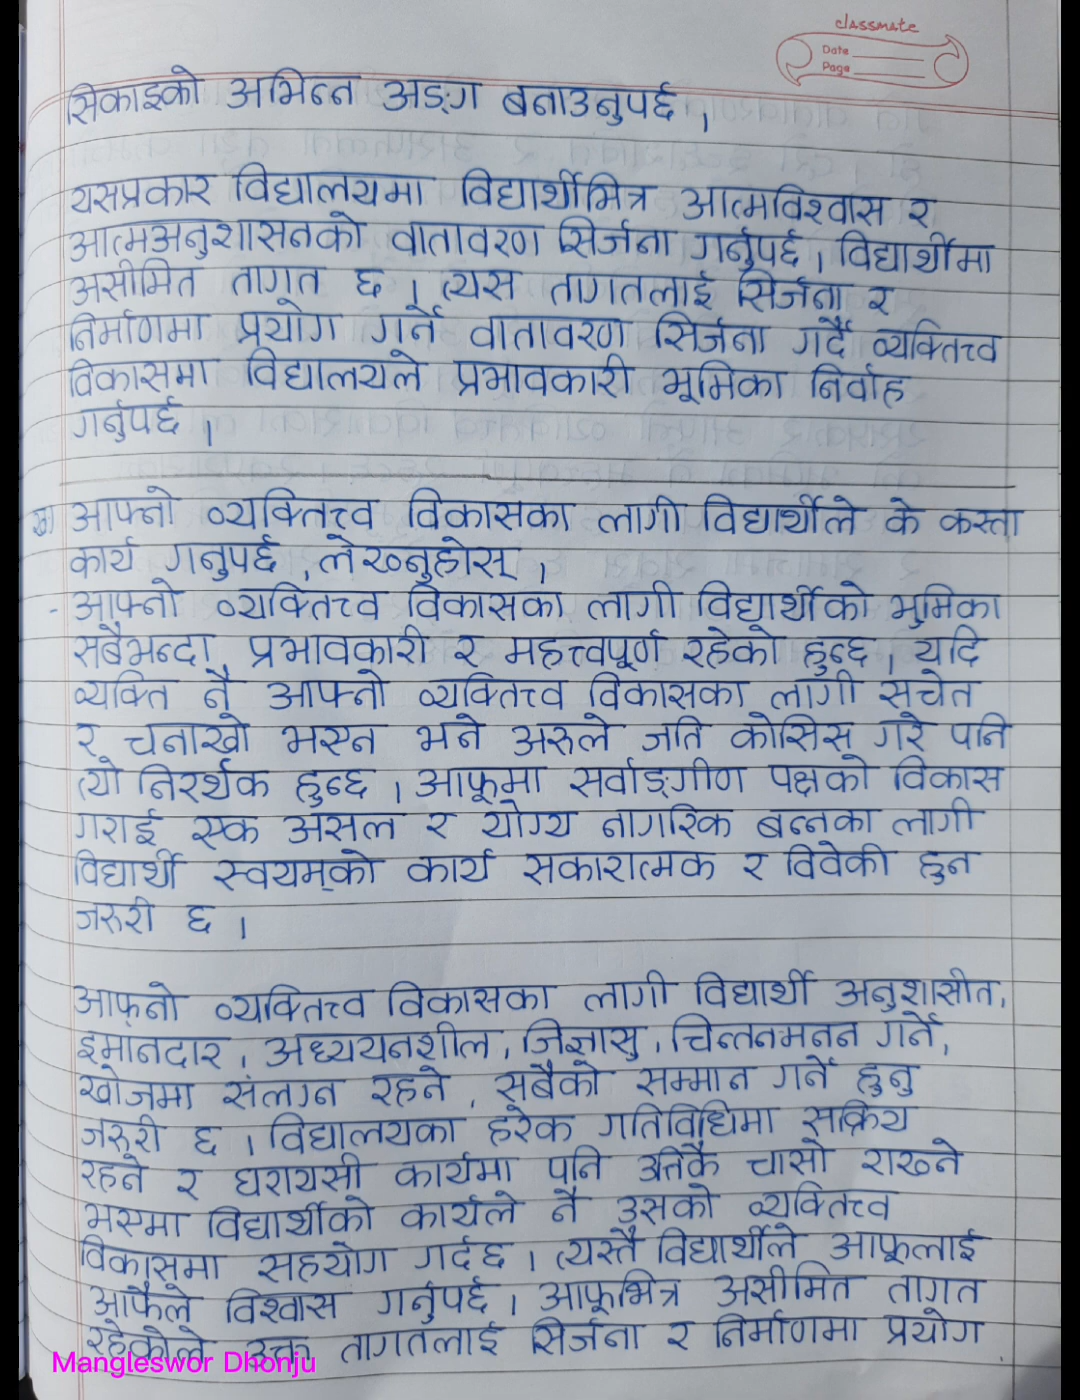 classmate
Date
Page
सिकाइको अभिन्न अङ्ग बनाउनुपर्छ ।
यसप्रकार विद्यालयमा विद्यार्थीभित्र आत्मविश्वास र
आत्मअनुशासनको वातावरण सिर्जना गर्नुपर्छ । विद्यार्थीमा
असीमित तागत छ । त्यस तागतलाई सिर्जना र
निर्माणमा प्रयोग गर्ने वातावरण सिर्जना गर्दै व्यक्तित्त्व
विकासमा विद्यालयले प्रभावकारी भूमिका निर्वाह
गर्नुपर्छ ।
ख) आफ्नो व्यक्तित्त्व विकासका लागी विद्यार्थीले के कस्ता
कार्य गनुपर्छ , लेख्नुहोस् ।
- आफ्नो व्यक्तित्त्व विकासका लागी विद्यार्थीको भुमिका
सबैभन्दा प्रभावकारी र महत्त्वपूर्ण रहेको हुन्छ । यदि
व्यक्ति नै आफ्नो व्यक्तित्त्व विकासका लागी सचेत
र चनाखो भएन भने अरुले जति कोसिस गरे पनि
त्यो निरर्थक हुन्छ । आफूमा सर्वाङ्गीण पक्षको विकास
गराई एक असल र योग्य नागरिक बन्नका लागी
विद्यार्थी स्वयम्को कार्य सकारात्मक र विवेकी हुन
जरुरी छ ।
आफ्नो व्यक्तित्त्व विकासका लागी विद्यार्थी अनुशासीत,
इमानदार , अध्ययनशील , जिज्ञासु , चिन्तनमनन गर्ने,
खोजमा संलग्न रहने , सबैको सम्मान गर्ने हुनु
जरुरी छ । विद्यालयका हरेक गतिविधिमा सक्रिय
रहने र घरायसी कार्यमा पनि उत्तिकै चासो राख्ने
भएमा विद्यार्थीको कार्यले नै उसको व्यक्तित्त्व
विकासमा सहयोग गर्दछ । त्यस्तै विद्यार्थीले आफूलाई
आफैले विश्वास गर्नुपर्छ । आफूभित्र असीमित तागत
रहेकोले उक्त तागतलाई सिर्जना र निर्माणमा प्रयोग
Mangleswor Dhonju